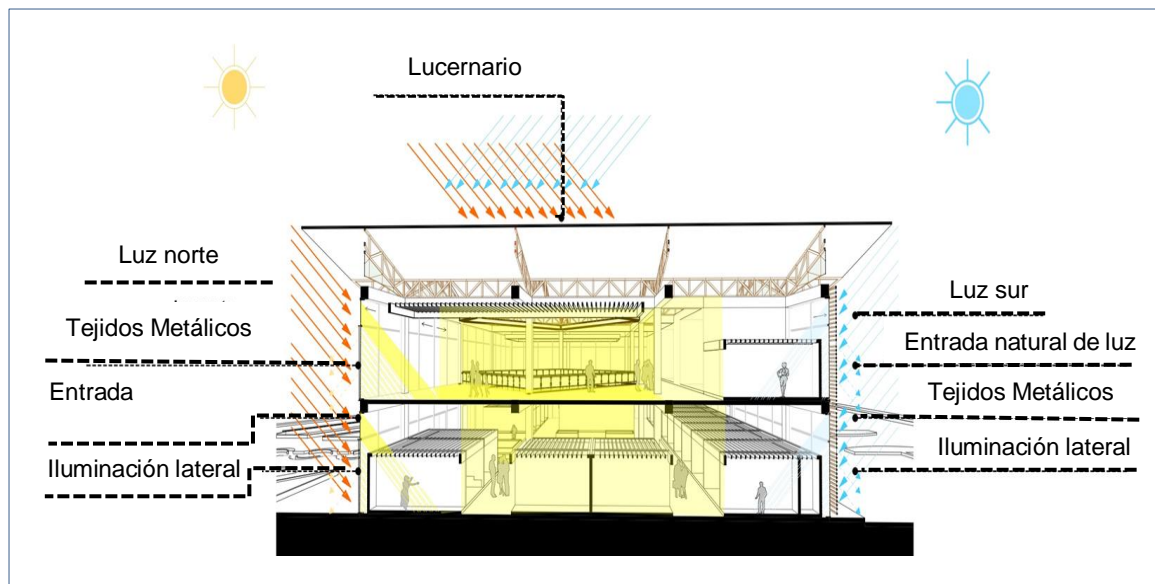 Lucernario
Luz norte
Tejidos Metálicos
Entrada
Iluminación lateral
Luz sur
Entrada natural de luz
Tejidos Metálicos
Iluminación lateral